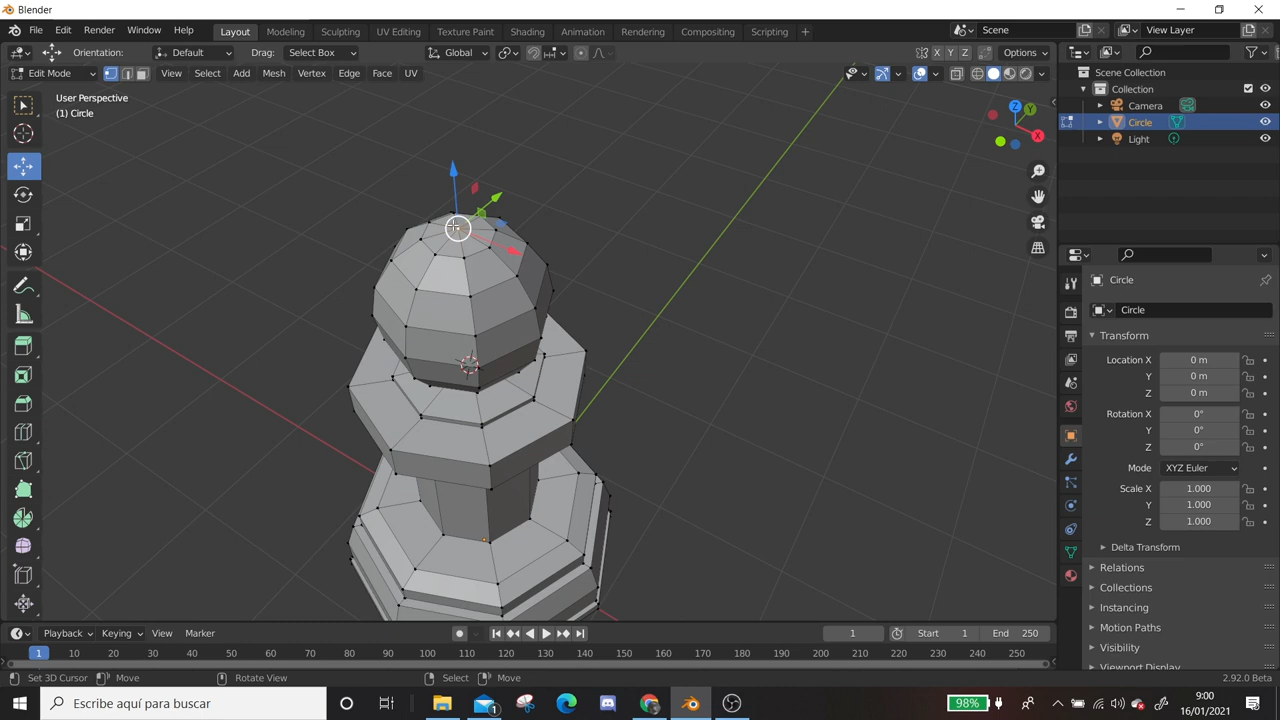 Blender
File Edit Render Window Help Layout Modeling Sculpting UV Editing Texture Paint Shading Animation Rendering Compositing Scripting + Scene View Layer
Orientation: Default Drag: Select Box Global X Y Z Options
Edit Mode View Select Add Mesh Vertex Edge Face UV
Scene Collection
Collection
Camera
Circle
Light
User Perspective
(1) Circle
Z
Y
X
Circle
Circle
Transform
Location X 0 m
Y 0 m
Z 0 m
Rotation X 0°
Y 0°
Z 0°
Mode XYZ Euler
Scale X 1.000
Y 1.000
Z 1.000
Delta Transform
Relations
Collections
Instancing
Motion Paths
Visibility
Viewport Display
Playback Keying View Marker 1 Start 1 End 250
1 10 20 30 40 50 60 70 80 90 100 110 120 130 140 150 160 170 180 190 200 210 220 230 240 250
Set 3D Cursor Move Rotate View Select Move 2.92.0 Beta
Escribe aquí para buscar 1 98% 9:00
16/01/2021